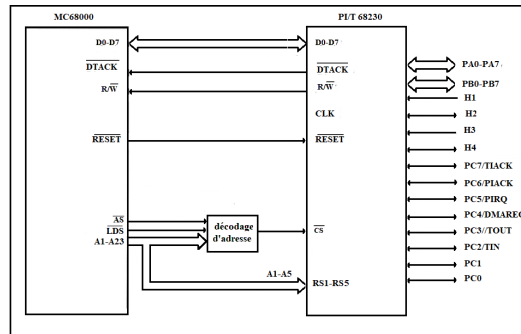 MC68000
PI/T 68230
D0-D7
D0-D7
DTACK
DTACK
R/W
R/W
CLK
RESET
RESET
AS
LDS
A1-A23
décodage
d'adresse
CS
A1-A5
RS1-RS5
PA0-PA7
PB0-PB7
H1
H2
H3
H4
PC7/TIACK
PC6/PIACK
PC5/PIRQ
PC4/DMAREQ
PC3//TOUT
PC2/TIN
PC1
PC0